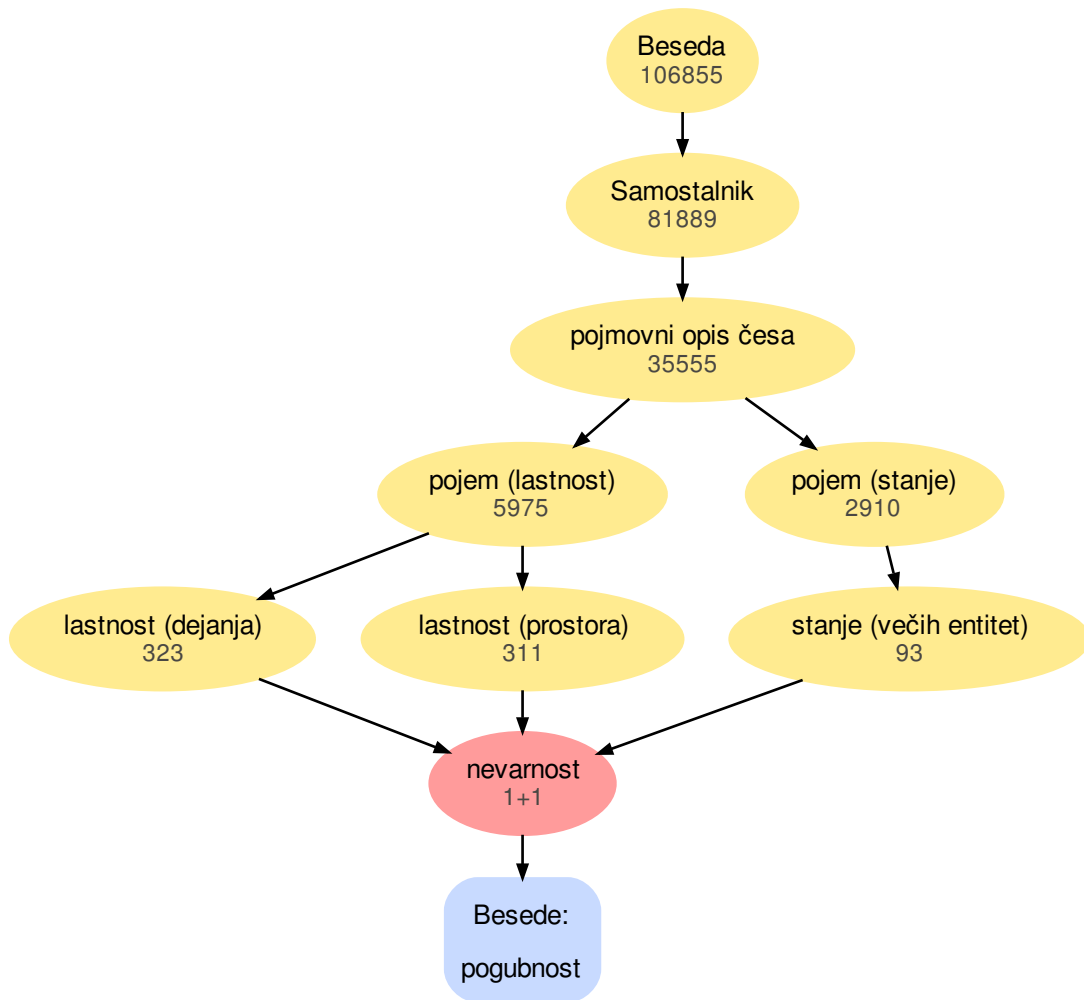 Beseda
106855
Samostalnik
81889
pojmovni opis česa
35555
pojem (lastnost)
5975
pojem (stanje)
2910
lastnost (dejanja)
323
lastnost (prostora)
311
stanje (večih entitet)
93
nevarnost
1+1
Besede:
pogubnost